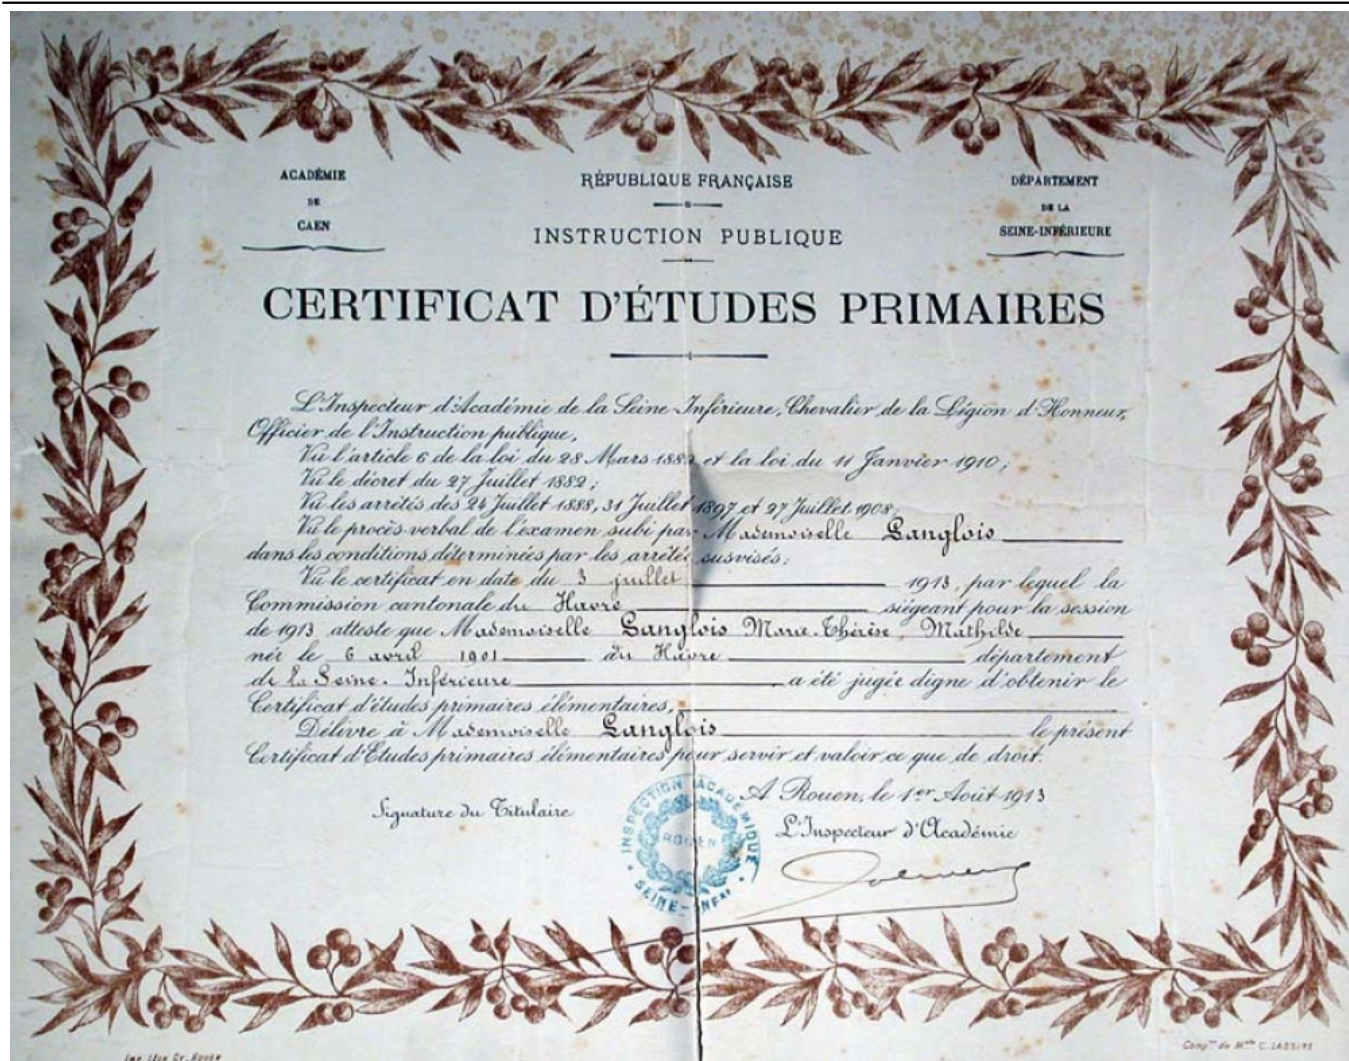 ACADÉMIE
DE
CAEN
RÉPUBLIQUE FRANÇAISE
INSTRUCTION PUBLIQUE
DÉPARTEMENT
DE LA
SEINE-INFÉRIEURE
CERTIFICAT D'ÉTUDES PRIMAIRES
L'Inspecteur d'Académie de la Seine Inférieure, Chevalier de la Légion d'Honneur,
Officier de l'Instruction publique,
Vu l'article 6 de la loi du 28 Mars 1882 et la loi du 11 Janvier 1910;
Vu le décret du 27 Juillet 1882;
Vu les arrêtés des 24 Juillet 1888, 31 Juillet 1897 et 27 Juillet 1908;
Vu le procès-verbal de l'examen subi par Mademoiselle Langlois
dans les conditions déterminées par les arrêtés susvisés;
Vu le certificat en date du 3 juillet 1913, par lequel la
Commission cantonale du Havre siégeant pour la session
de 1913 atteste que Mademoiselle Langlois Marie-Thérèse, Mathilde
née le 6 avril 1901 au Hâvre département
de La Seine-Inférieure a été jugée digne d'obtenir le
Certificat d'études primaires élémentaires,
Délivre à Mademoiselle Langlois le présent
Certificat d'Études primaires élémentaires pour servir et valoir ce que de droit.
A Rouen, le 1er Août 1913
Signature du Titulaire
L'Inspecteur d'Académie
INSPECTION ACADÉMIQUE
ROUEN
SEINE-INFre
Imp. Léon Gy, Rouen